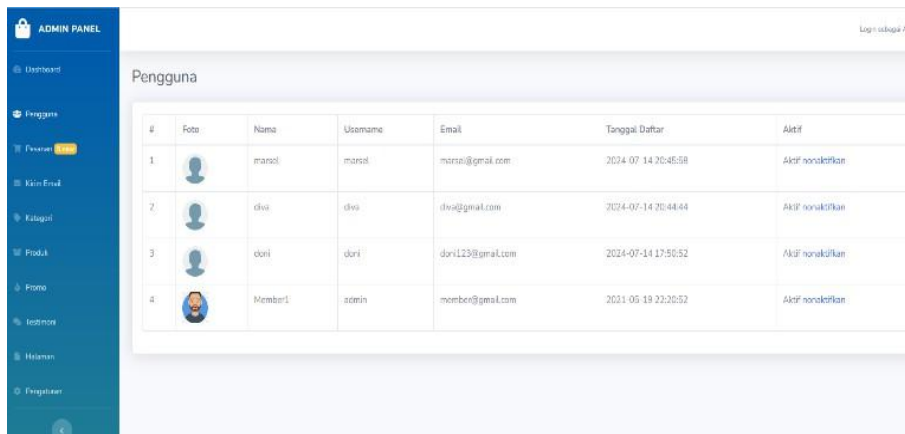 ADMIN PANEL
Login sebagai A
Dashboard
Pengguna
Pesanan
Kirim Email
Kategori
Produk
Promo
Testimoni
Halaman
Pengaturan
Pengguna
# Foto Nama Username Email Tanggal Daftar Aktif
1 marsel marsel marsel@gmail.com 2024-07-14 20:45:58 Aktif nonaktifkan
2 diva diva diva@gmail.com 2024-07-14 20:44:44 Aktif nonaktifkan
3 doni doni doni123@gmail.com 2024-07-14 17:50:52 Aktif nonaktifkan
4 Member1 admin member@gmail.com 2021-05-19 22:20:52 Aktif nonaktifkan